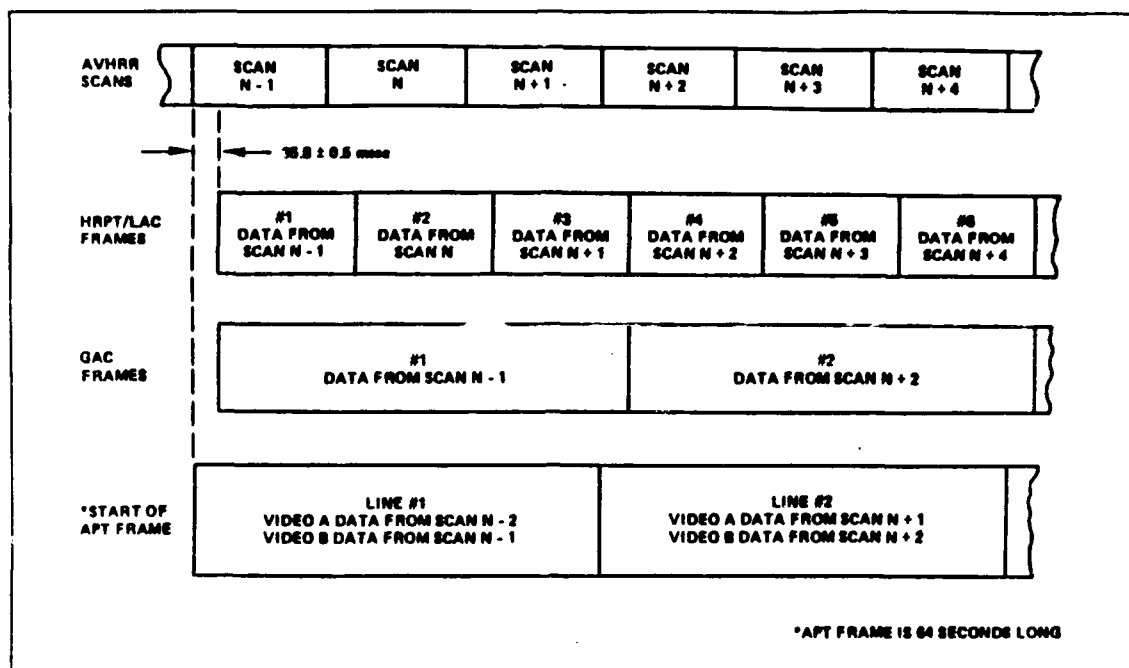 AVHRR
SCANS
SCAN
N - 1
SCAN
N
SCAN
N + 1
SCAN
N + 2
SCAN
N + 3
SCAN
N + 4
± 0.5 msec
HRPT/LAC
FRAMES
#1
DATA FROM
SCAN N - 1
#2
DATA FROM
SCAN N
#3
DATA FROM
SCAN N + 1
#4
DATA FROM
SCAN N + 2
#5
DATA FROM
SCAN N + 3
#6
DATA FROM
SCAN N + 4
GAC
FRAMES
#1
DATA FROM SCAN N - 1
#2
DATA FROM SCAN N + 2
*START OF
APT FRAME
LINE #1
VIDEO A DATA FROM SCAN N - 2
VIDEO B DATA FROM SCAN N - 1
LINE #2
VIDEO A DATA FROM SCAN N + 1
VIDEO B DATA FROM SCAN N + 2
*APT FRAME IS 64 SECONDS LONG